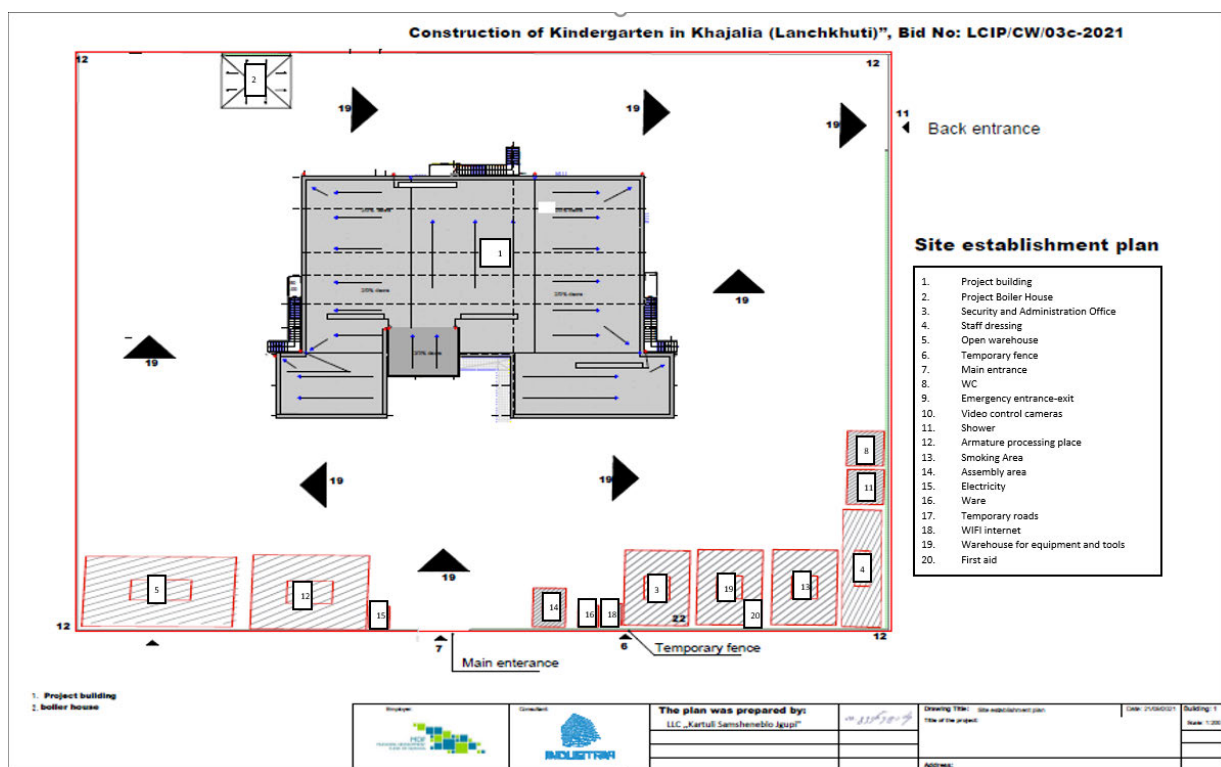 Construction of Kindergarten in Khajalia (Lanchkhuti)”, Bid No: LCIP/CW/03c-2021
12
12
2
19
19
19
11
Back entrance
1
Site establishment plan
1. Project building
2. Project Boiler House
3. Security and Administration Office
4. Staff dressing
5. Open warehouse
6. Temporary fence
7. Main entrance
8. WC
9. Emergency entrance-exit
10. Video control cameras
11. Shower
12. Armature processing place
13. Smoking Area
14. Assembly area
15. Electricity
16. Ware
17. Temporary roads
18. WIFI internet
19. Warehouse for equipment and tools
20. First aid
19
19
8
11
19
19
19
5
12
15
14
16
18
3
22
19
20
13
4
12
12
7
6
Main enterance
Temporary fence
1. Project building
2. boiler house
Employer:
MDF
Consultant:
INDUSTRIA
The plan was prepared by:
LLC „Kartuli Samsheneblo Jgupi"
Drawing Title: Site establishment plan
Title of the project:
Address:
Building: 1